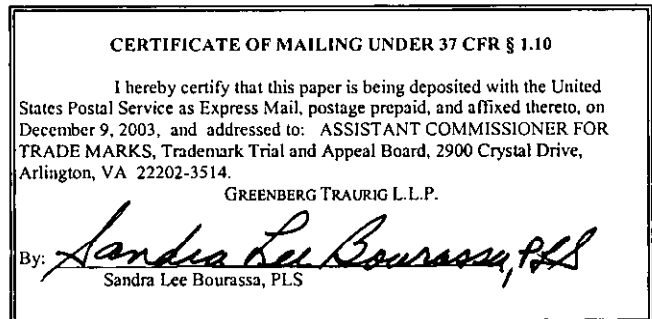 CERTIFICATE OF MAILING UNDER 37 CFR § 1.10
I hereby certify that this paper is being deposited with the United
States Postal Service as Express Mail, postage prepaid, and affixed thereto, on
December 9, 2003, and addressed to: ASSISTANT COMMISSIONER FOR
TRADE MARKS, Trademark Trial and Appeal Board, 2900 Crystal Drive,
Arlington, VA 22202-3514.
GREENBERG TRAURIG L.L.P.
By: Sandra Lee Bourassa, PLS
Sandra Lee Bourassa, PLS